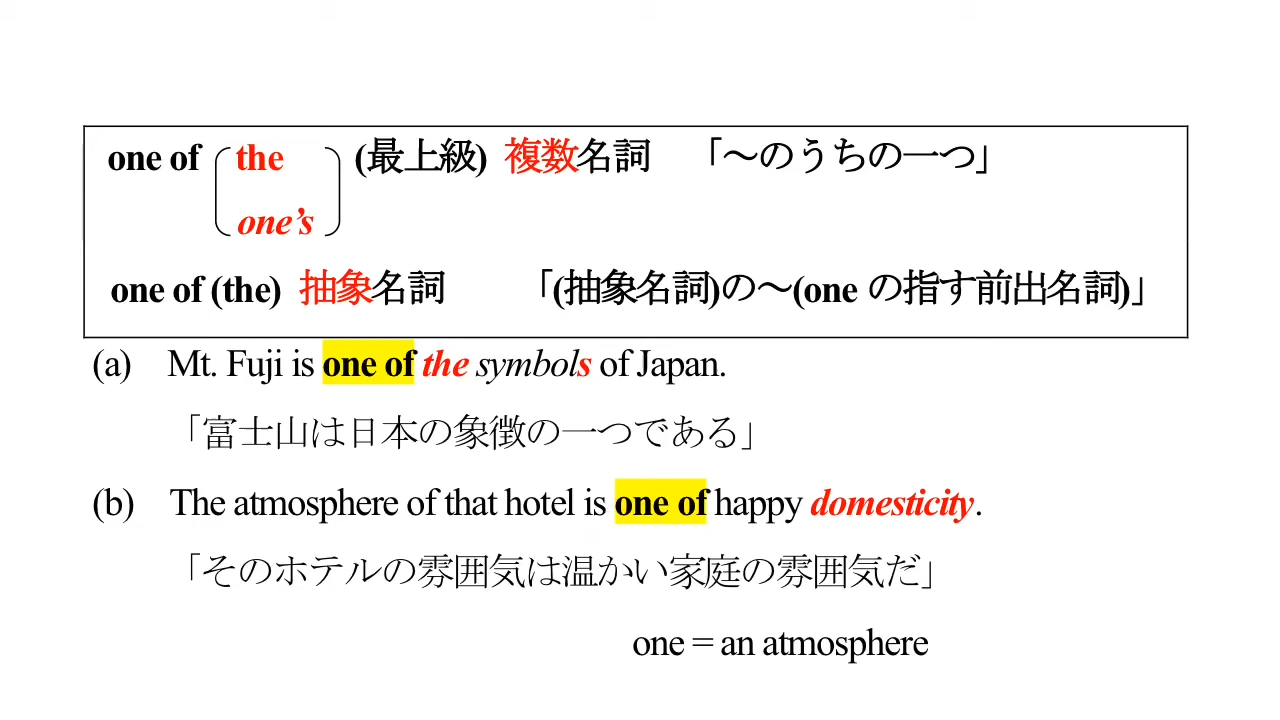 one of the (最上級) 複数名詞 「～のうちの一つ」
one's
one of (the) 抽象名詞 「(抽象名詞)の～(one の指す前出名詞)」
(a) Mt. Fuji is one of the symbols of Japan.
「富士山は日本の象徴の一つである」
(b) The atmosphere of that hotel is one of happy domesticity.
「そのホテルの雰囲気は温かい家庭の雰囲気だ」
one = an atmosphere